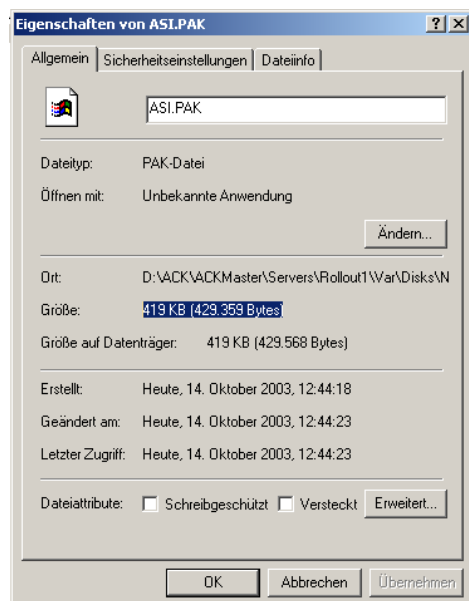 Eigenschaften von ASI.PAK
Allgemein Sicherheitseinstellungen Dateiinfo
ASI.PAK
Dateityp: PAK-Datei
Öffnen mit: Unbekannte Anwendung
Ändern...
Ort: D:\ACK\ACKMaster\Servers\Rollout1\Var\Disks\N
Größe: 419 KB (429.359 Bytes)
Größe auf Datenträger: 419 KB (429.568 Bytes)
Erstellt: Heute, 14. Oktober 2003, 12:44:18
Geändert am: Heute, 14. Oktober 2003, 12:44:23
Letzter Zugriff: Heute, 14. Oktober 2003, 12:44:23
Dateiattribute: Schreibgeschützt Versteckt Erweitert...
OK Abbrechen Übernehmen